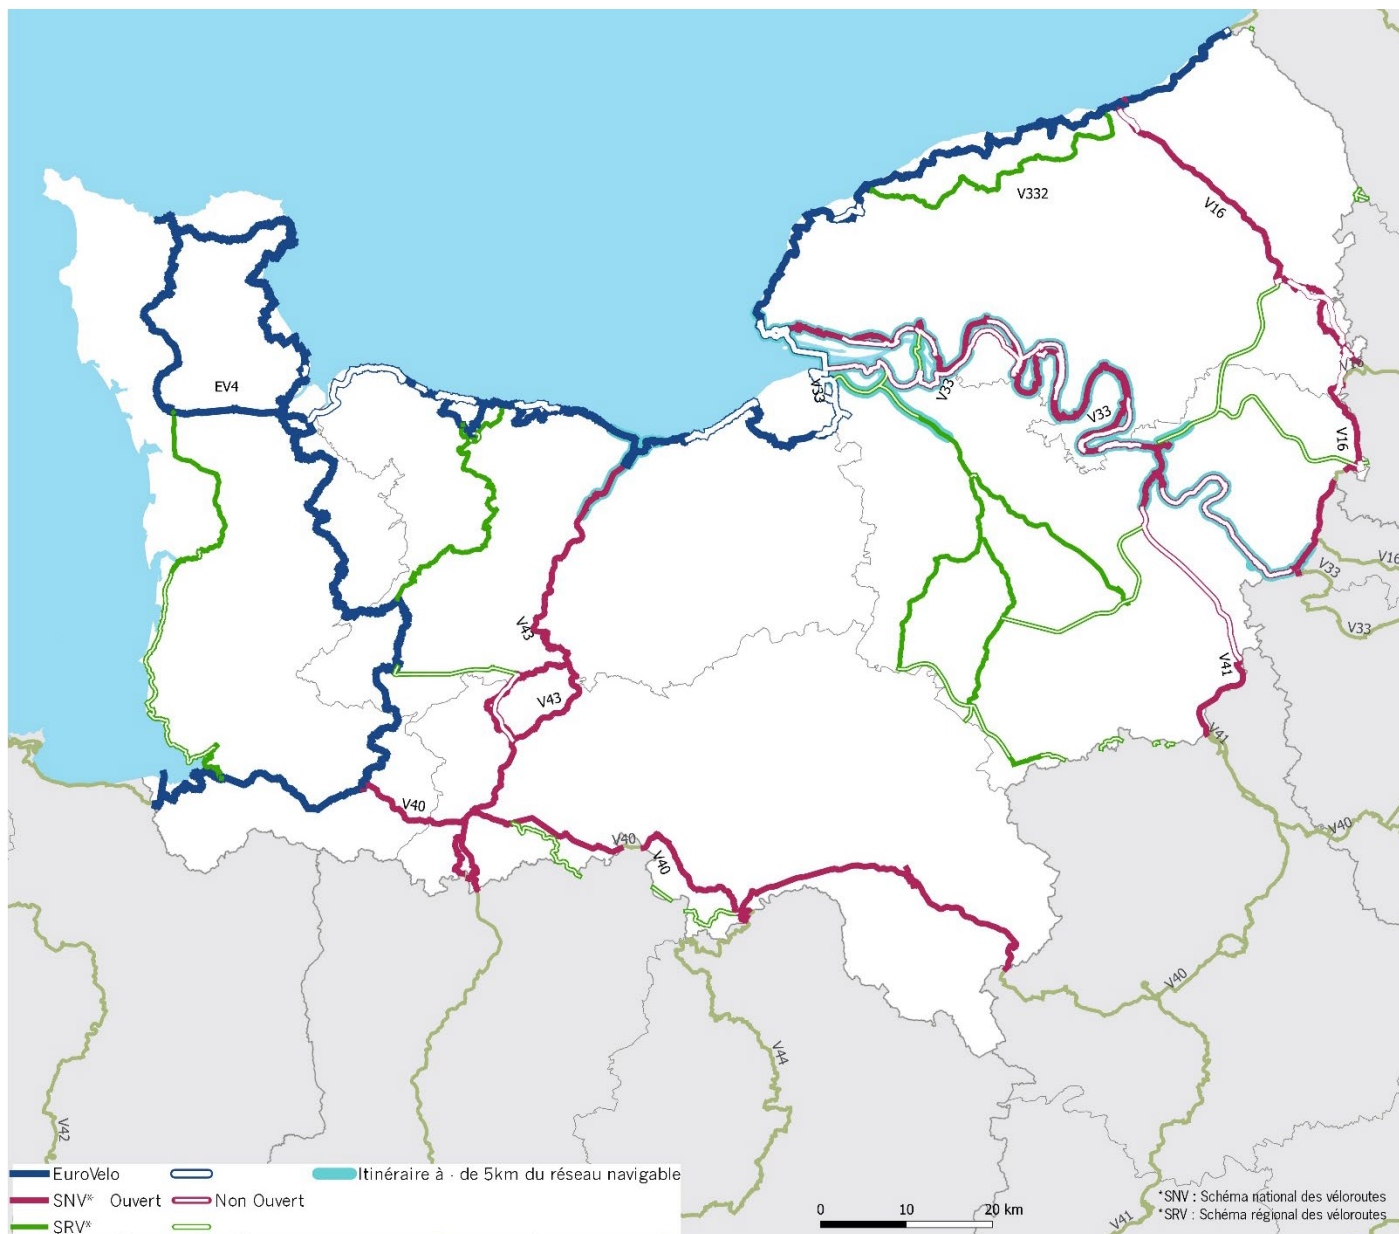 V332
V16
EV4
V33
V33
V33
V16
V16
V33
V33
V43
V43
V41
V41
V40
V40
V40
V40
V40
V44
V42
V41
EuroVelo
Itinéraire à - de 5km du réseau navigable
SNV* Ouvert Non Ouvert
SRV*
0 10 20 km
*SNV : Schéma national des véloroutes
*SRV : Schéma régional des véloroutes